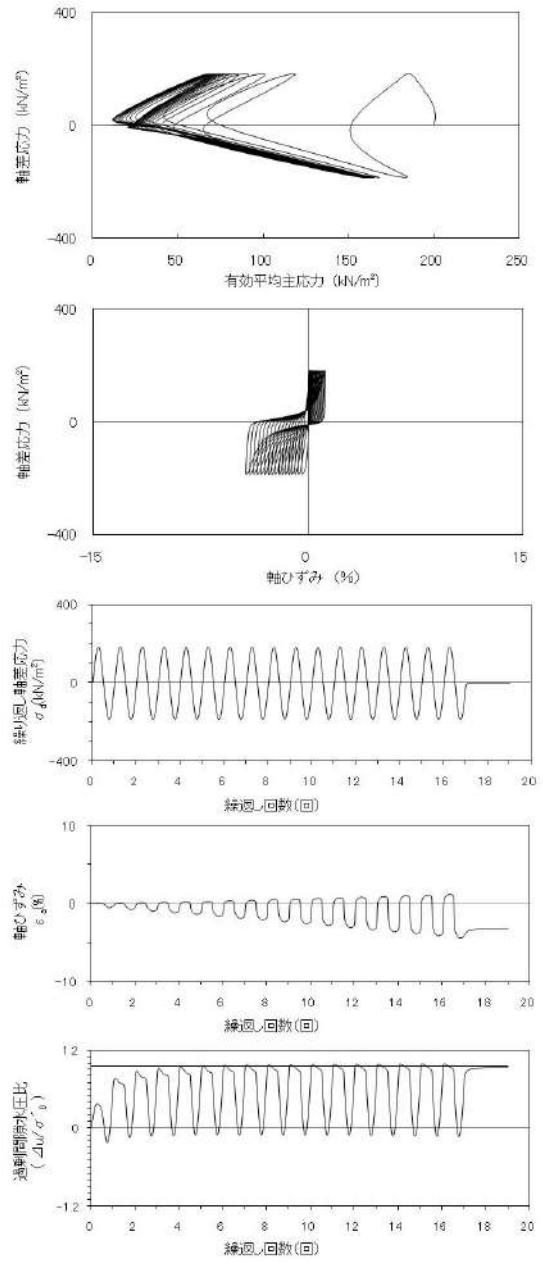 400
0
-400
軸差応力 (kN/m²)
0 50 100 150 200 250
有効平均主応力 (kN/m²)
400
0
-400
軸差応力 (kN/m²)
-15 0 15
軸ひずみ (%)
400
200
0
-200
-400
繰り返し軸差応力
σd(kN/m²)
0 2 4 6 8 10 12 14 16 18 20
繰返し回数(回)
10
0
-10
軸ひずみ
εa(%)
0 2 4 6 8 10 12 14 16 18 20
繰返し回数(回)
1.2
0
-1.2
過剰間隙水圧比
(Δu/σ'0)
0 2 4 6 8 10 12 14 16 18 20
繰返し回数(回)